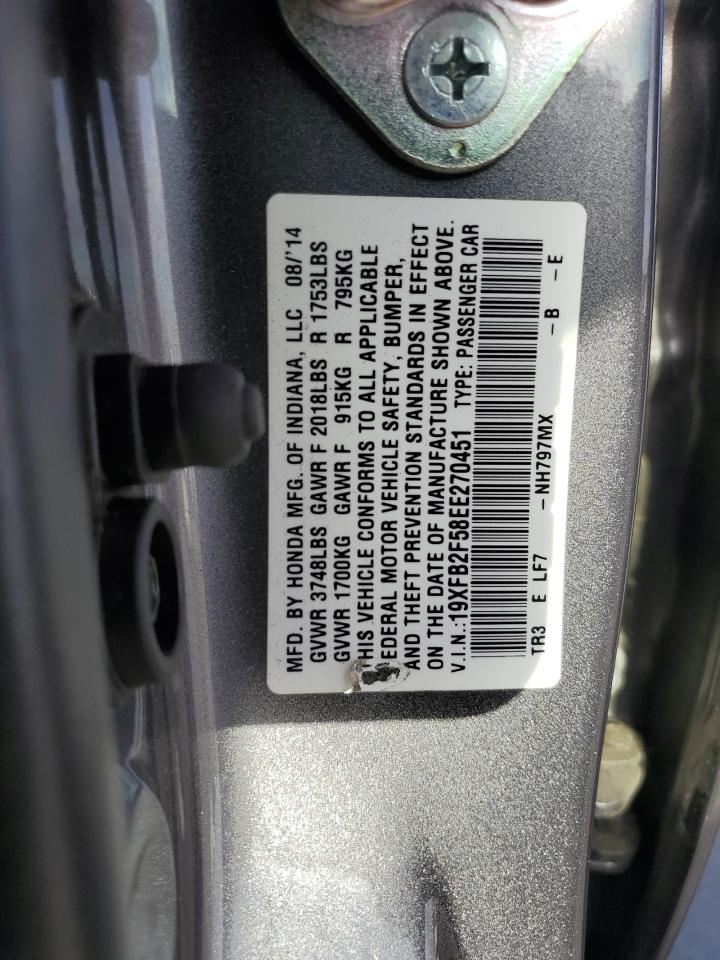 MFD. BY HONDA MFG. OF INDIANA, LLC 08/'14
GVWR 3748LBS GAWR F 2018LBS R 1753LBS
GVWR 1700KG GAWR F 915KG R 795KG
HIS VEHICLE CONFORMS TO ALL APPLICABLE
EDERAL MOTOR VEHICLE SAFETY, BUMPER,
AND THEFT PREVENTION STANDARDS IN EFFECT
ON THE DATE OF MANUFACTURE SHOWN ABOVE.
V.I.N.:19XFB2F58EE270451 TYPE: PASSENGER CAR
TR3 E LF7 -NH797MX -B -E